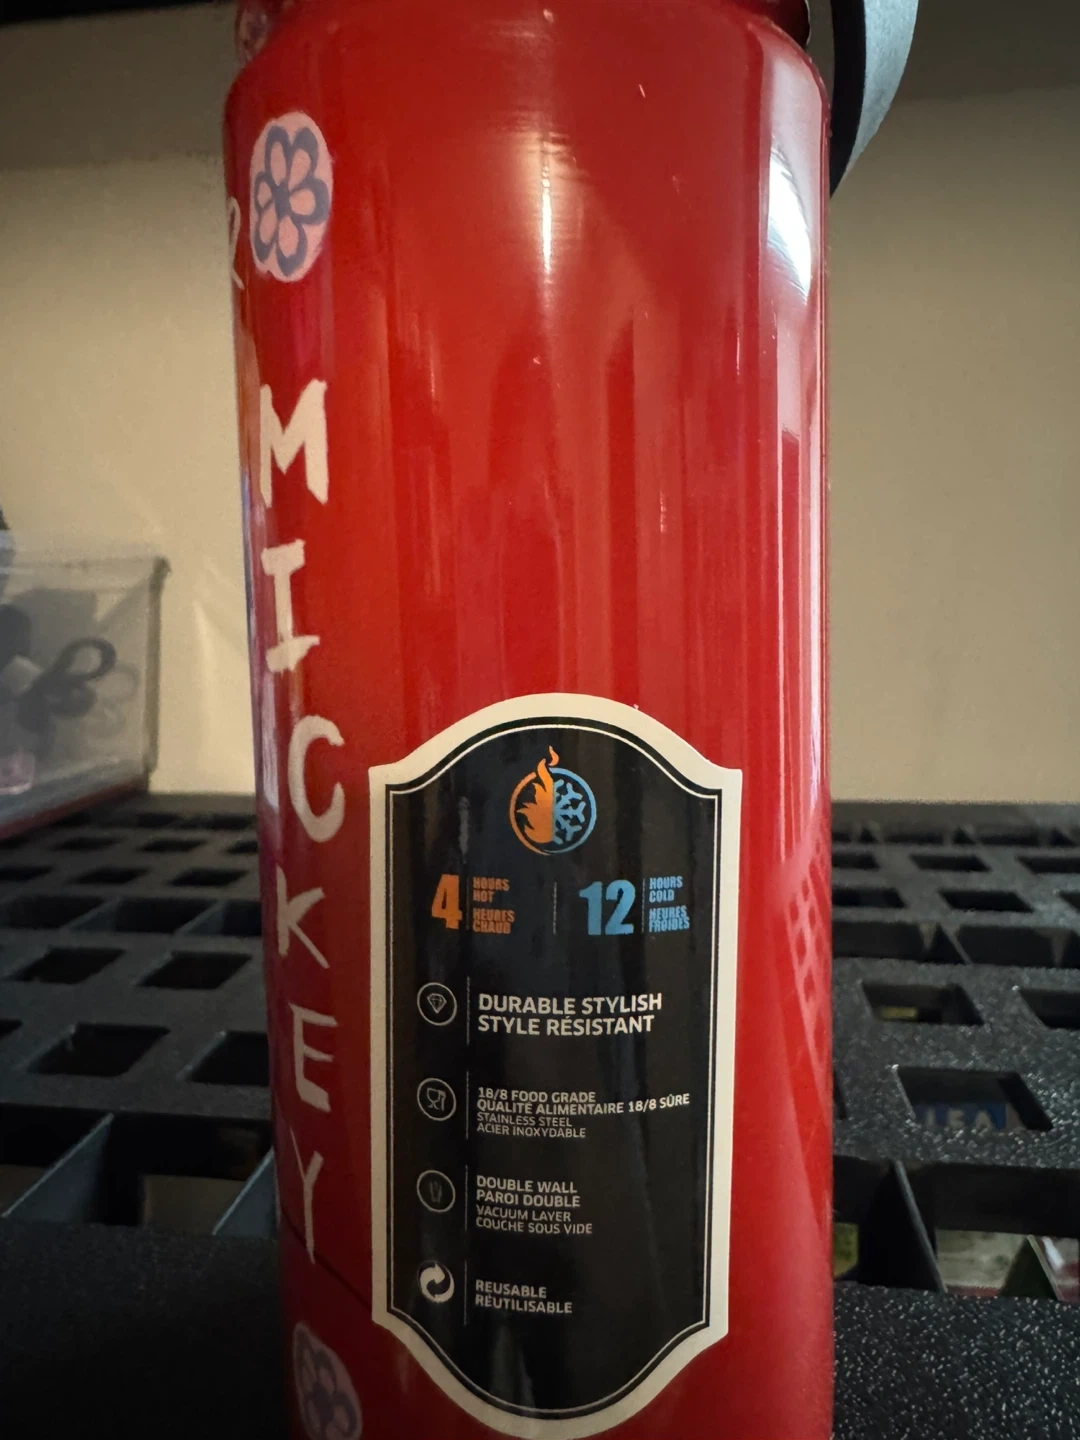 MICKEY
4 HOURS HOT
HEURES CHAUD
12 HOURS COLD
HEURES FROIDES
DURABLE STYLISH
STYLE RÉSISTANT
18/8 FOOD GRADE
QUALITÉ ALIMENTAIRE 18/8 SÛRE
STAINLESS STEEL
ACIER INOXYDABLE
DOUBLE WALL
PAROI DOUBLE
VACUUM LAYER
COUCHE SOUS VIDE
REUSABLE
RÉUTILISABLE